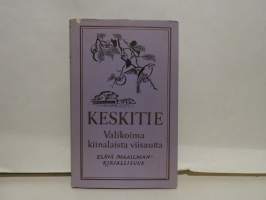 KESKITIE
Valikoima
kiinalaista viisautta
ELÄVÄ MAAILMAN-
KIRJALLISUUS